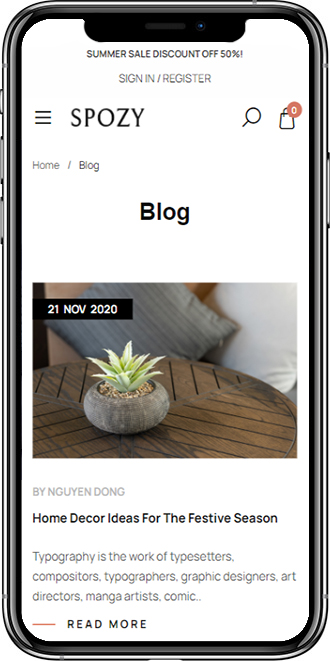 SUMMER SALE DISCOUNT OFF 50%!
SIGN IN / REGISTER
SPOZY
0
Home / Blog
Blog
21 NOV 2020
BY NGUYEN DONG
Home Decor Ideas For The Festive Season
Typography is the work of typesetters,
compositors, typographers, graphic designers, art
directors, manga artists, comic..
READ MORE